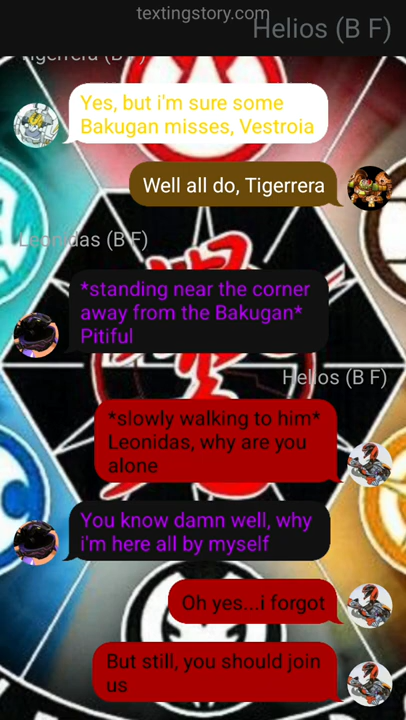 textingstory.com
Helios (B F)
Tigerrera (B F)
Yes, but i'm sure some
Bakugan misses, Vestroia
Well all do, Tigerrera
Leonidas (B F)
*standing near the corner
away from the Bakugan*
Pitiful
Helios (B F)
*slowly walking to him*
Leonidas, why are you
alone
You know damn well, why
i'm here all by myself
Oh yes...i forgot
But still, you should join
us